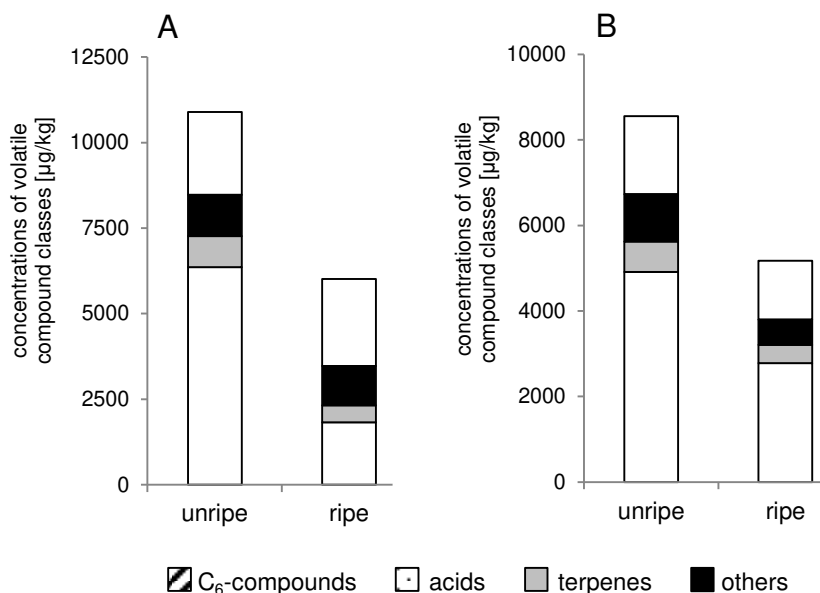 A
concentrations of volatile
compound classes [µg/kg]
12500
10000
7500
5000
2500
0
unripe ripe
B
concentrations of volatile
compound classes [µg/kg]
10000
8000
6000
4000
2000
0
unripe ripe
C₆-compounds acids terpenes others